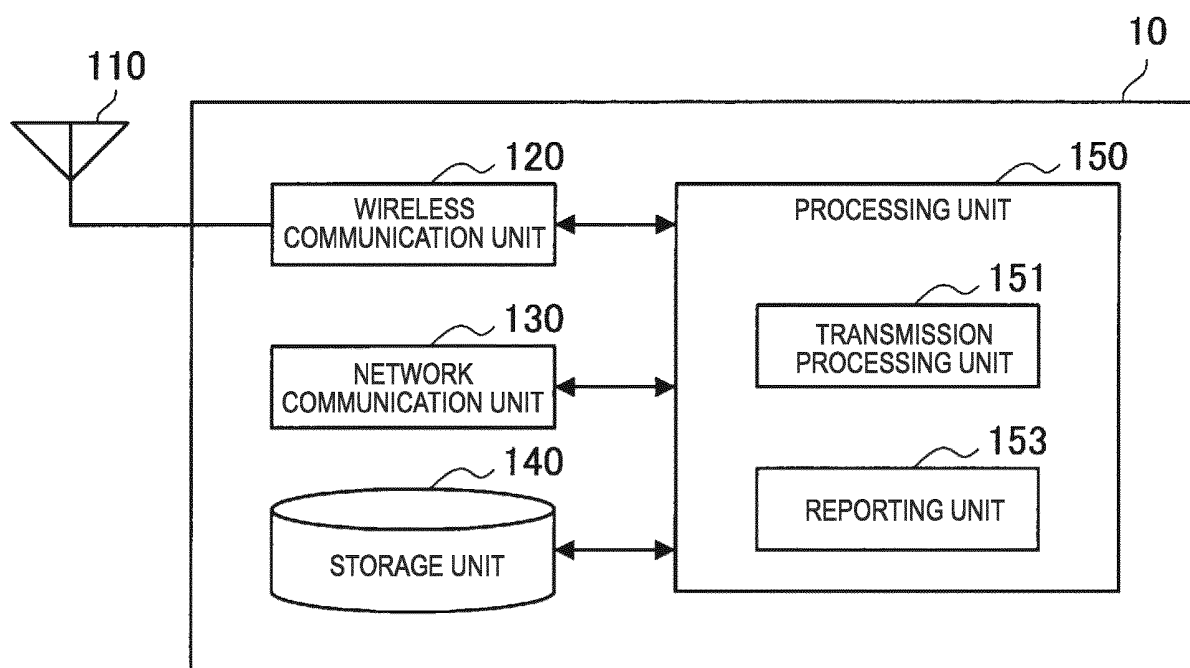 10
110
120
150
WIRELESS
COMMUNICATION UNIT
PROCESSING UNIT
151
TRANSMISSION
PROCESSING UNIT
130
NETWORK
COMMUNICATION UNIT
153
REPORTING UNIT
140
STORAGE UNIT